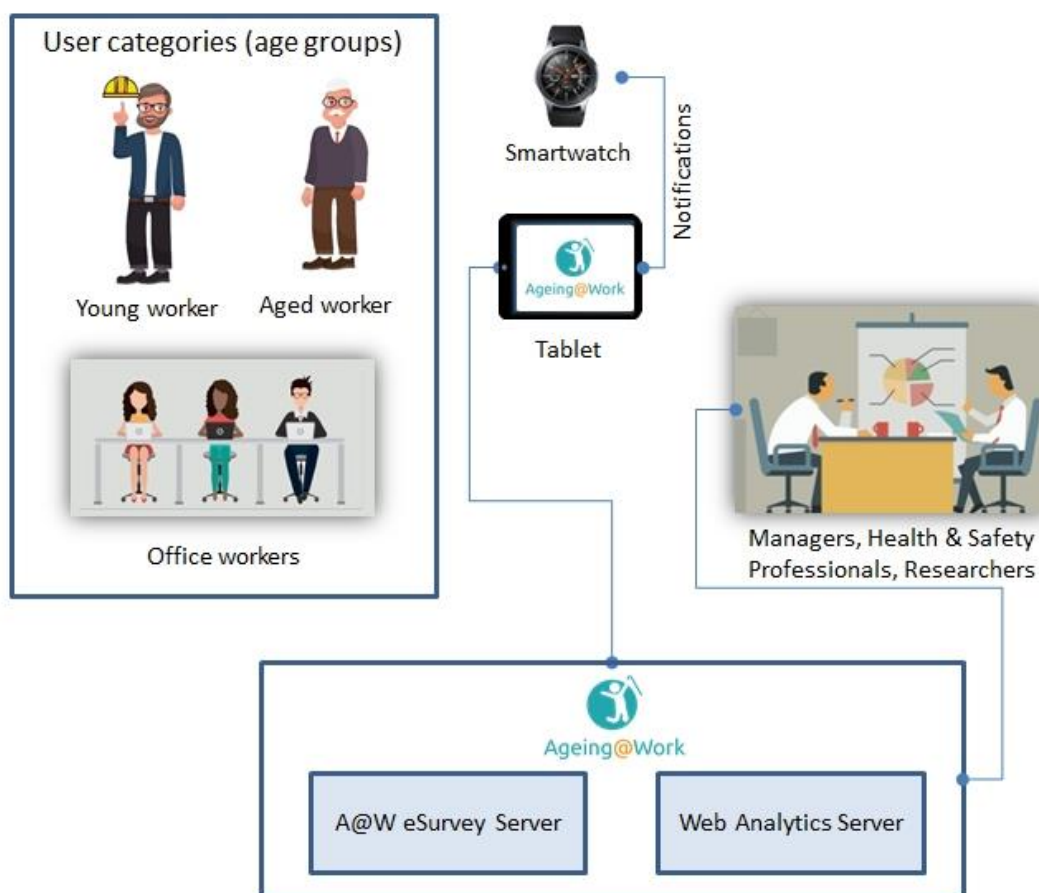 User categories (age groups)
Young worker
Aged worker
Office workers
Smartwatch
Notifications
Ageing@Work
Tablet
Managers, Health & Safety
Professionals, Researchers
Ageing@Work
A@W eSurvey Server
Web Analytics Server